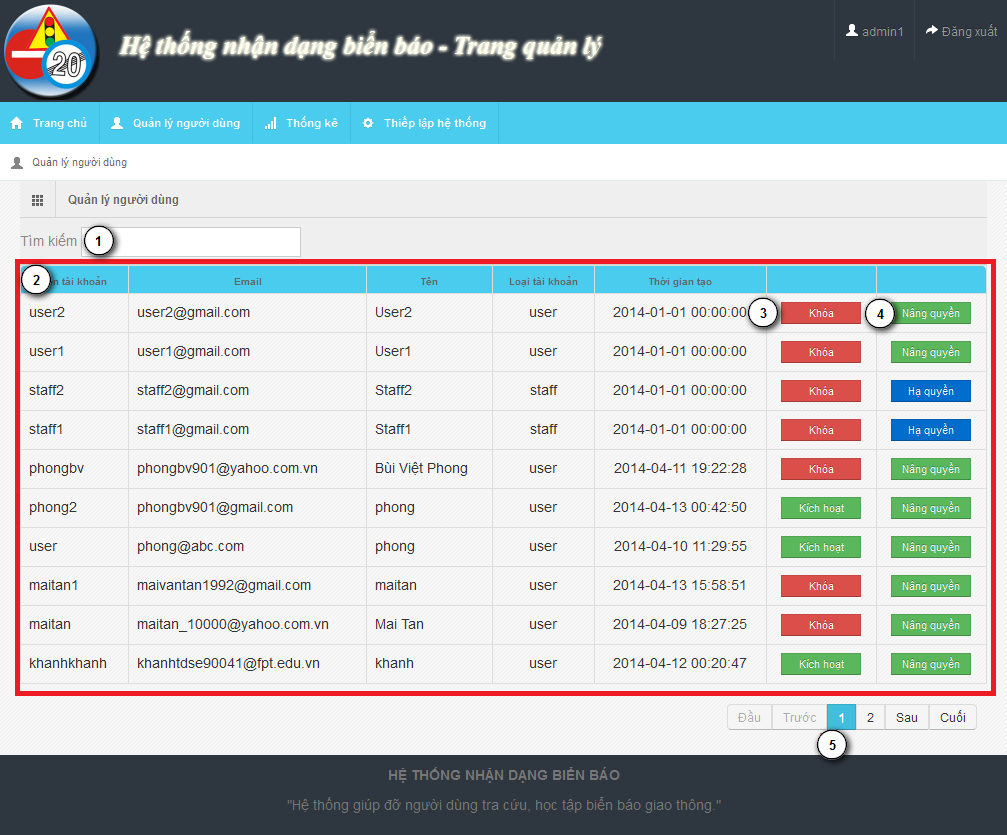 20
Hệ thống nhận dạng biển báo - Trang quản lý
admin1 Đăng xuất
Trang chủ Quản lý người dùng Thống kê Thiếp lập hệ thống
Quản lý người dùng
Quản lý người dùng
Tìm kiếm 1
2 tài khoản Email Tên Loại tài khoản Thời gian tạo
user2 user2@gmail.com User2 user 2014-01-01 00:00:00 3 Khóa 4 Nâng quyền
user1 user1@gmail.com User1 user 2014-01-01 00:00:00 Khóa Nâng quyền
staff2 staff2@gmail.com Staff2 staff 2014-01-01 00:00:00 Khóa Hạ quyền
staff1 staff1@gmail.com Staff1 staff 2014-01-01 00:00:00 Khóa Hạ quyền
phongbv phongbv901@yahoo.com.vn Bùi Việt Phong user 2014-04-11 19:22:28 Khóa Nâng quyền
phong2 phongbv901@gmail.com phong user 2014-04-13 00:42:50 Kích hoạt Nâng quyền
user phong@abc.com phong user 2014-04-10 11:29:55 Kích hoạt Nâng quyền
maitan1 maivantan1992@gmail.com maitan user 2014-04-13 15:58:51 Khóa Nâng quyền
maitan maitan_10000@yahoo.com.vn Mai Tan user 2014-04-09 18:27:25 Khóa Nâng quyền
khanhkhanh khanhtdse90041@fpt.edu.vn khanh user 2014-04-12 00:20:47 Kích hoạt Nâng quyền
Đầu Trước 1 2 Sau Cuối
5
HỆ THỐNG NHẬN DẠNG BIỂN BÁO
"Hệ thống giúp đỡ người dùng tra cứu, học tập biển báo giao thông."